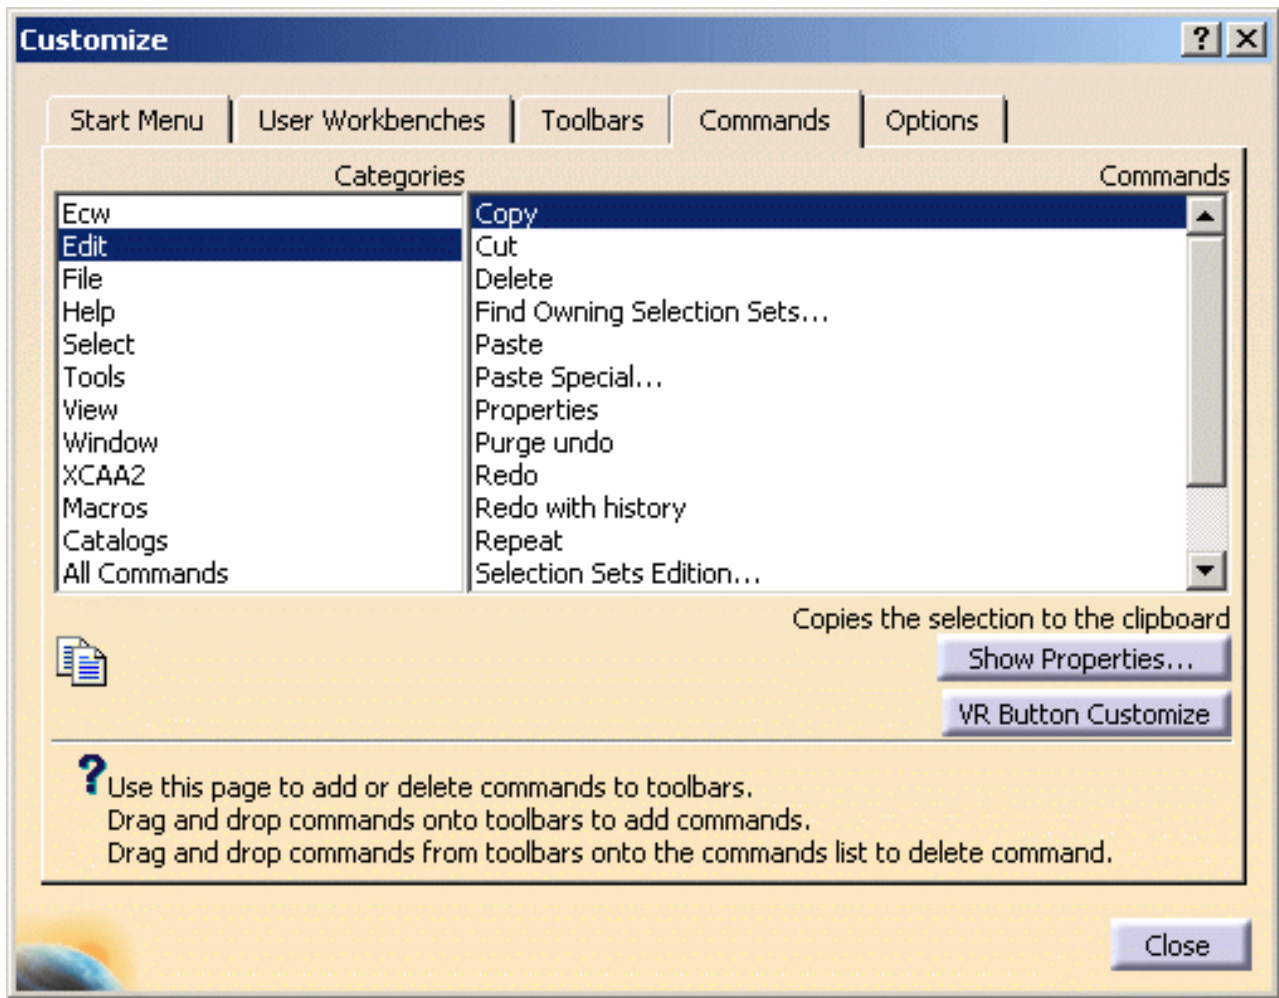 Customize
Start Menu
User Workbenches
Toolbars
Commands
Options
Categories
Commands
Ecw
Edit
File
Help
Select
Tools
View
Window
XCAA2
Macros
Catalogs
All Commands
Copy
Cut
Delete
Find Owning Selection Sets...
Paste
Paste Special...
Properties
Purge undo
Redo
Redo with history
Repeat
Selection Sets Edition...
Copies the selection to the clipboard
Show Properties...
VR Button Customize
Use this page to add or delete commands to toolbars.
Drag and drop commands onto toolbars to add commands.
Drag and drop commands from toolbars onto the commands list to delete command.
Close